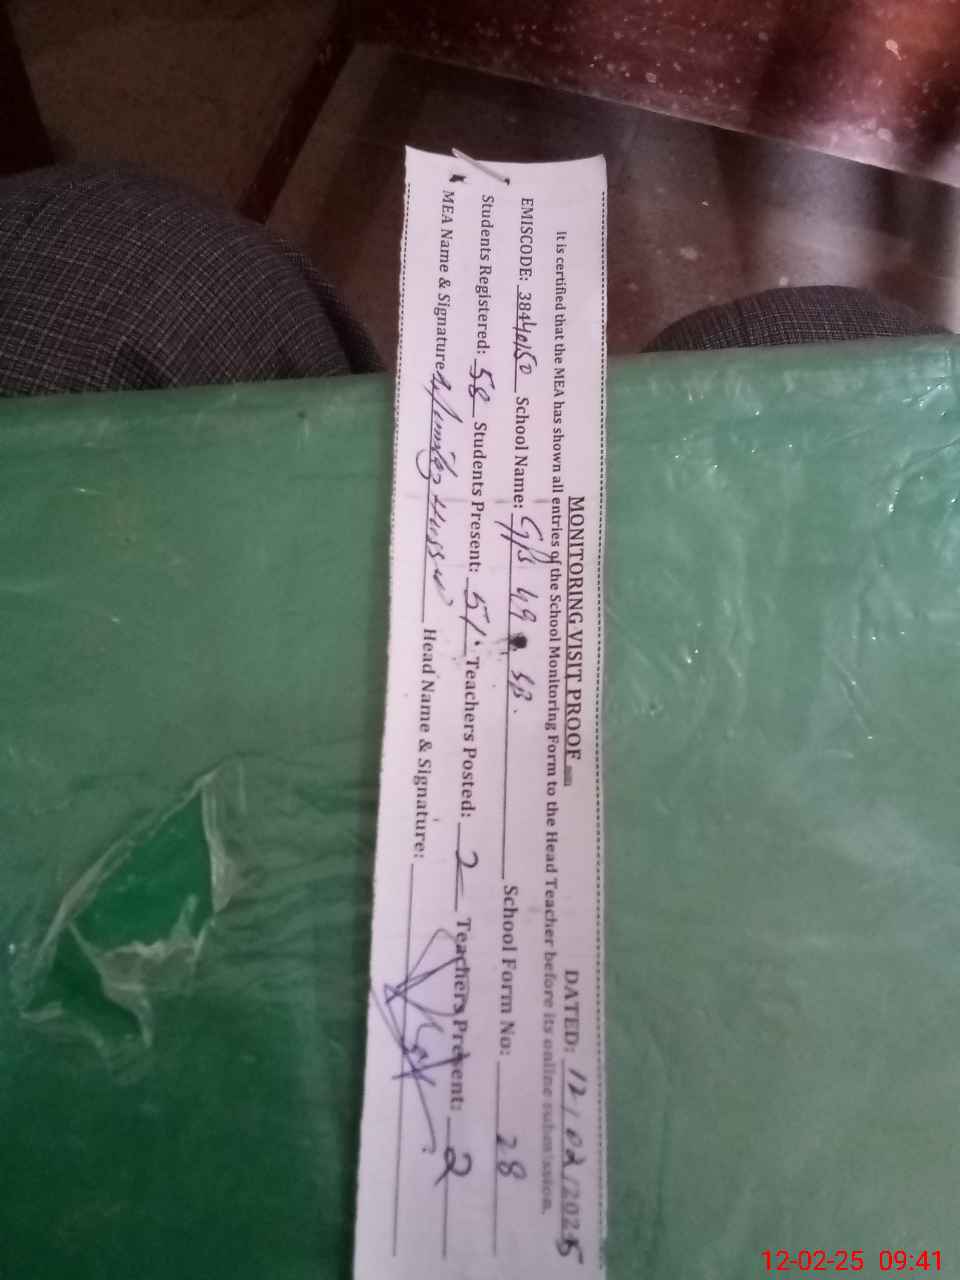 MONITORING VISIT PROOF DATED: 12/02/2025
It is certified that the MEA has shown all entries of the School Monitoring Form to the Head Teacher before its online submission.
EMISCODE: 38440150 School Name: G/S 49 SB. School Form No: 28
Students Registered: 58 Students Present: 51 Teachers Posted: 2 Teachers Present: 2
MEA Name & Signature: Hussain Head Name & Signature:
12-02-25 09:41